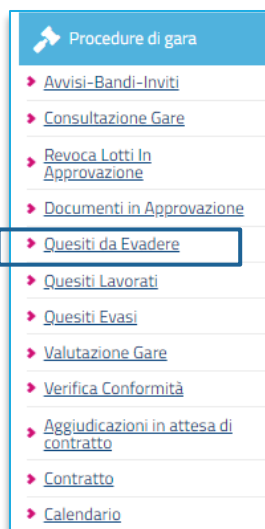 Procedure di gara
Avvisi-Bandi-Inviti
Consultazione Gare
Revoca Lotti In
Approvazione
Documenti in Approvazione
Quesiti da Evadere
Quesiti Lavorati
Quesiti Evasi
Valutazione Gare
Verifica Conformità
Aggiudicazioni in attesa di
contratto
Contratto
Calendario